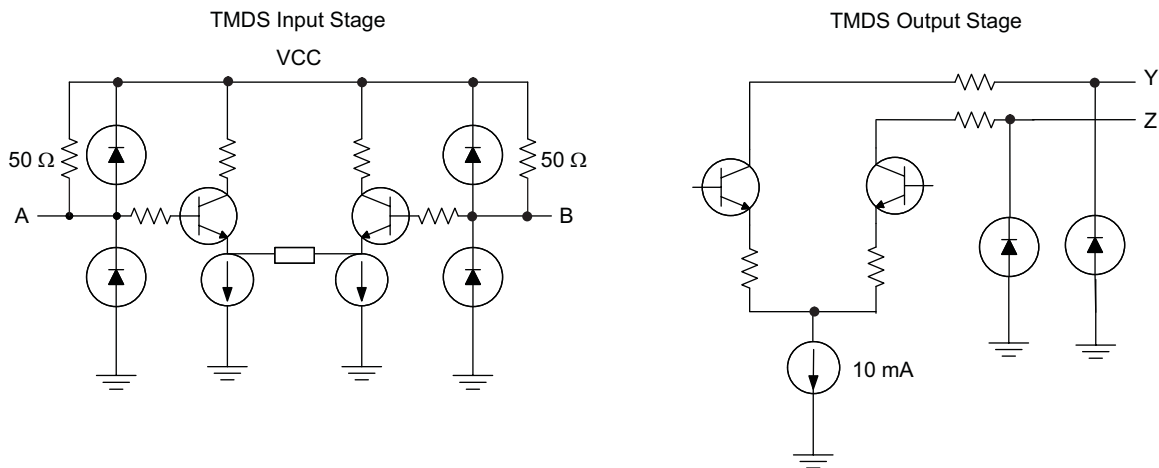 TMDS Input Stage
VCC
50 Ω
50 Ω
A
B
TMDS Output Stage
Y
Z
10 mA